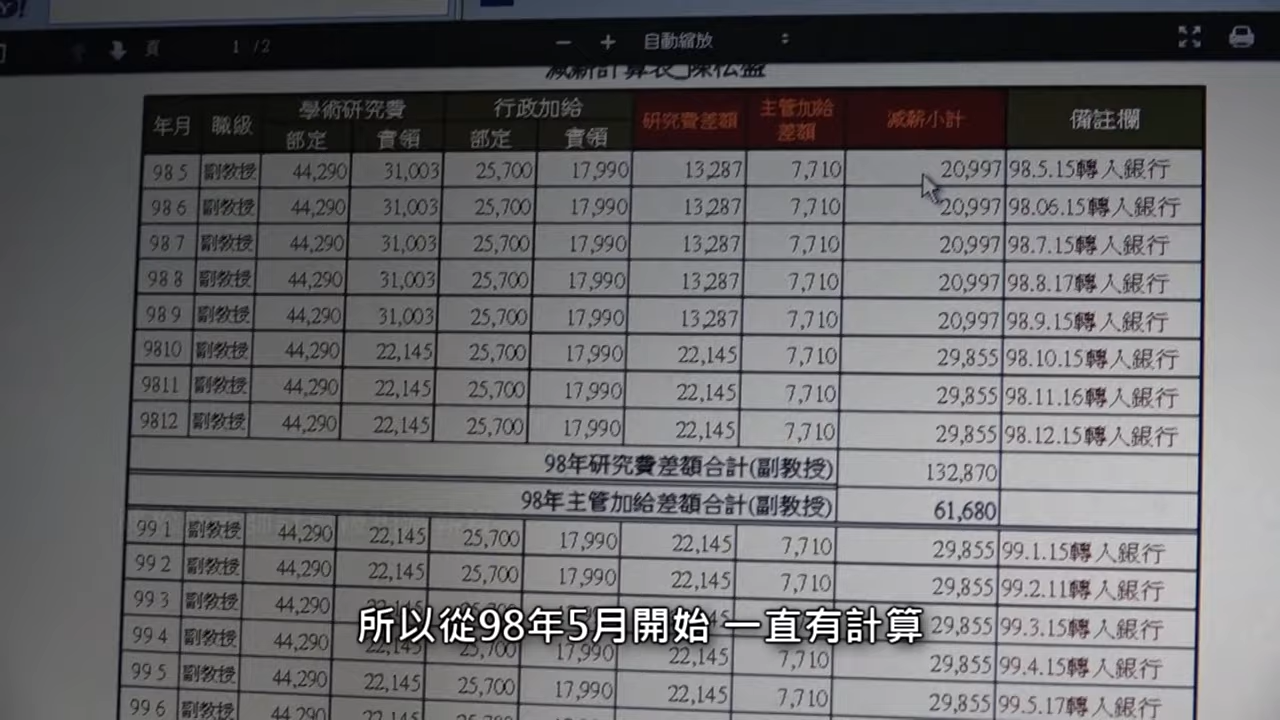 頁 1 / 2 自動縮放
減薪計算表_陳松盛
年月 職級 學術研究費 行政加給 研究費差額 主管加給差額 減薪小計 備註欄
部定 實領 部定 實領
98 5 副教授 44,290 31,003 25,700 17,990 13,287 7,710 20,997 98.5.15轉入銀行
98 6 副教授 44,290 31,003 25,700 17,990 13,287 7,710 20,997 98.06.15轉入銀行
98 7 副教授 44,290 31,003 25,700 17,990 13,287 7,710 20,997 98.7.15轉入銀行
98 8 副教授 44,290 31,003 25,700 17,990 13,287 7,710 20,997 98.8.17轉入銀行
98 9 副教授 44,290 31,003 25,700 17,990 13,287 7,710 20,997 98.9.15轉入銀行
9810 副教授 44,290 22,145 25,700 17,990 22,145 7,710 29,855 98.10.15轉入銀行
9811 副教授 44,290 22,145 25,700 17,990 22,145 7,710 29,855 98.11.16轉入銀行
9812 副教授 44,290 22,145 25,700 17,990 22,145 7,710 29,855 98.12.15轉入銀行
98年研究費差額合計(副教授) 132,870
98年主管加給差額合計(副教授) 61,680
99 1 副教授 44,290 22,145 25,700 17,990 22,145 7,710 29,855 99.1.15轉入銀行
99 2 副教授 44,290 22,145 25,700 17,990 22,145 7,710 29,855 99.2.11轉入銀行
99 3 副教授 44,290 29,855 99.3.15轉入銀行
99 4 副教授 44,290 22,145 25,700 17,990 22,145 7,710 29,855 99.4.15轉入銀行
99 5 副教授 44,290 22,145 25,700 17,990 22,145 7,710 29,855 99.5.17轉入銀行
99 6 副教授 44,290
所以從98年5月開始 一直有計算